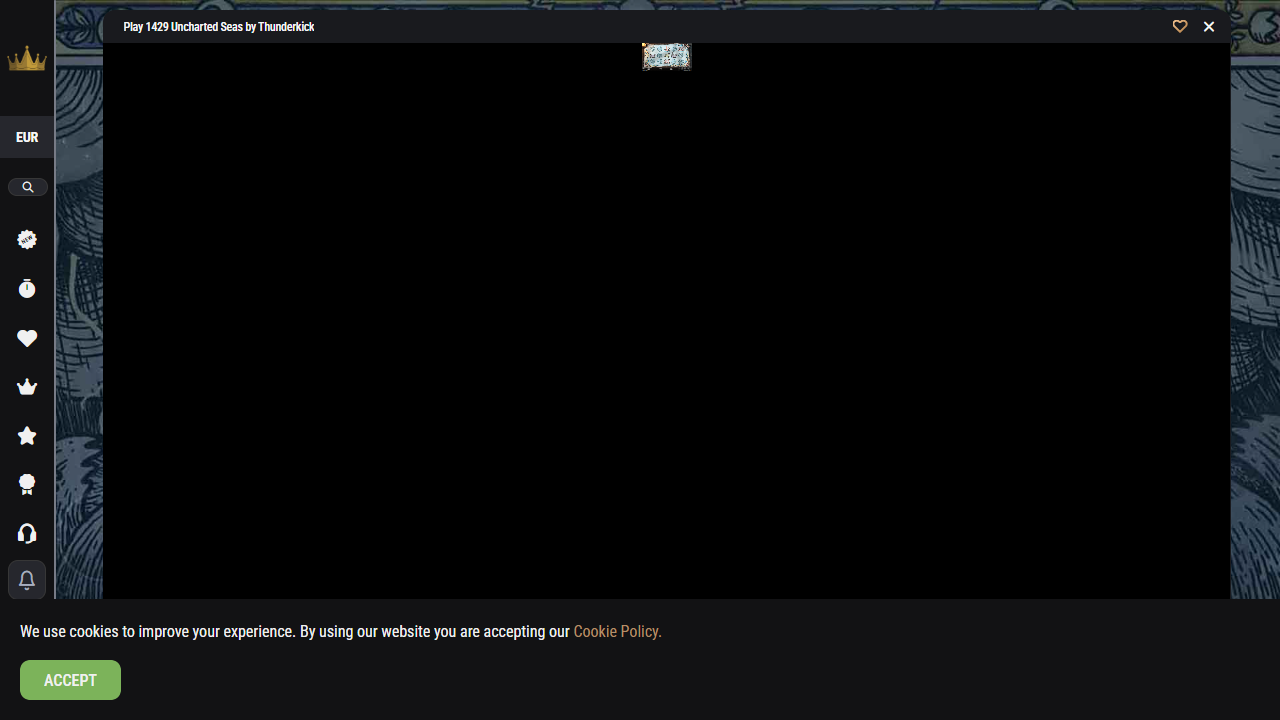 Play 1429 Uncharted Seas by Thunderkick
EUR
NEW
We use cookies to improve your experience. By using our website you are accepting our Cookie Policy.
ACCEPT